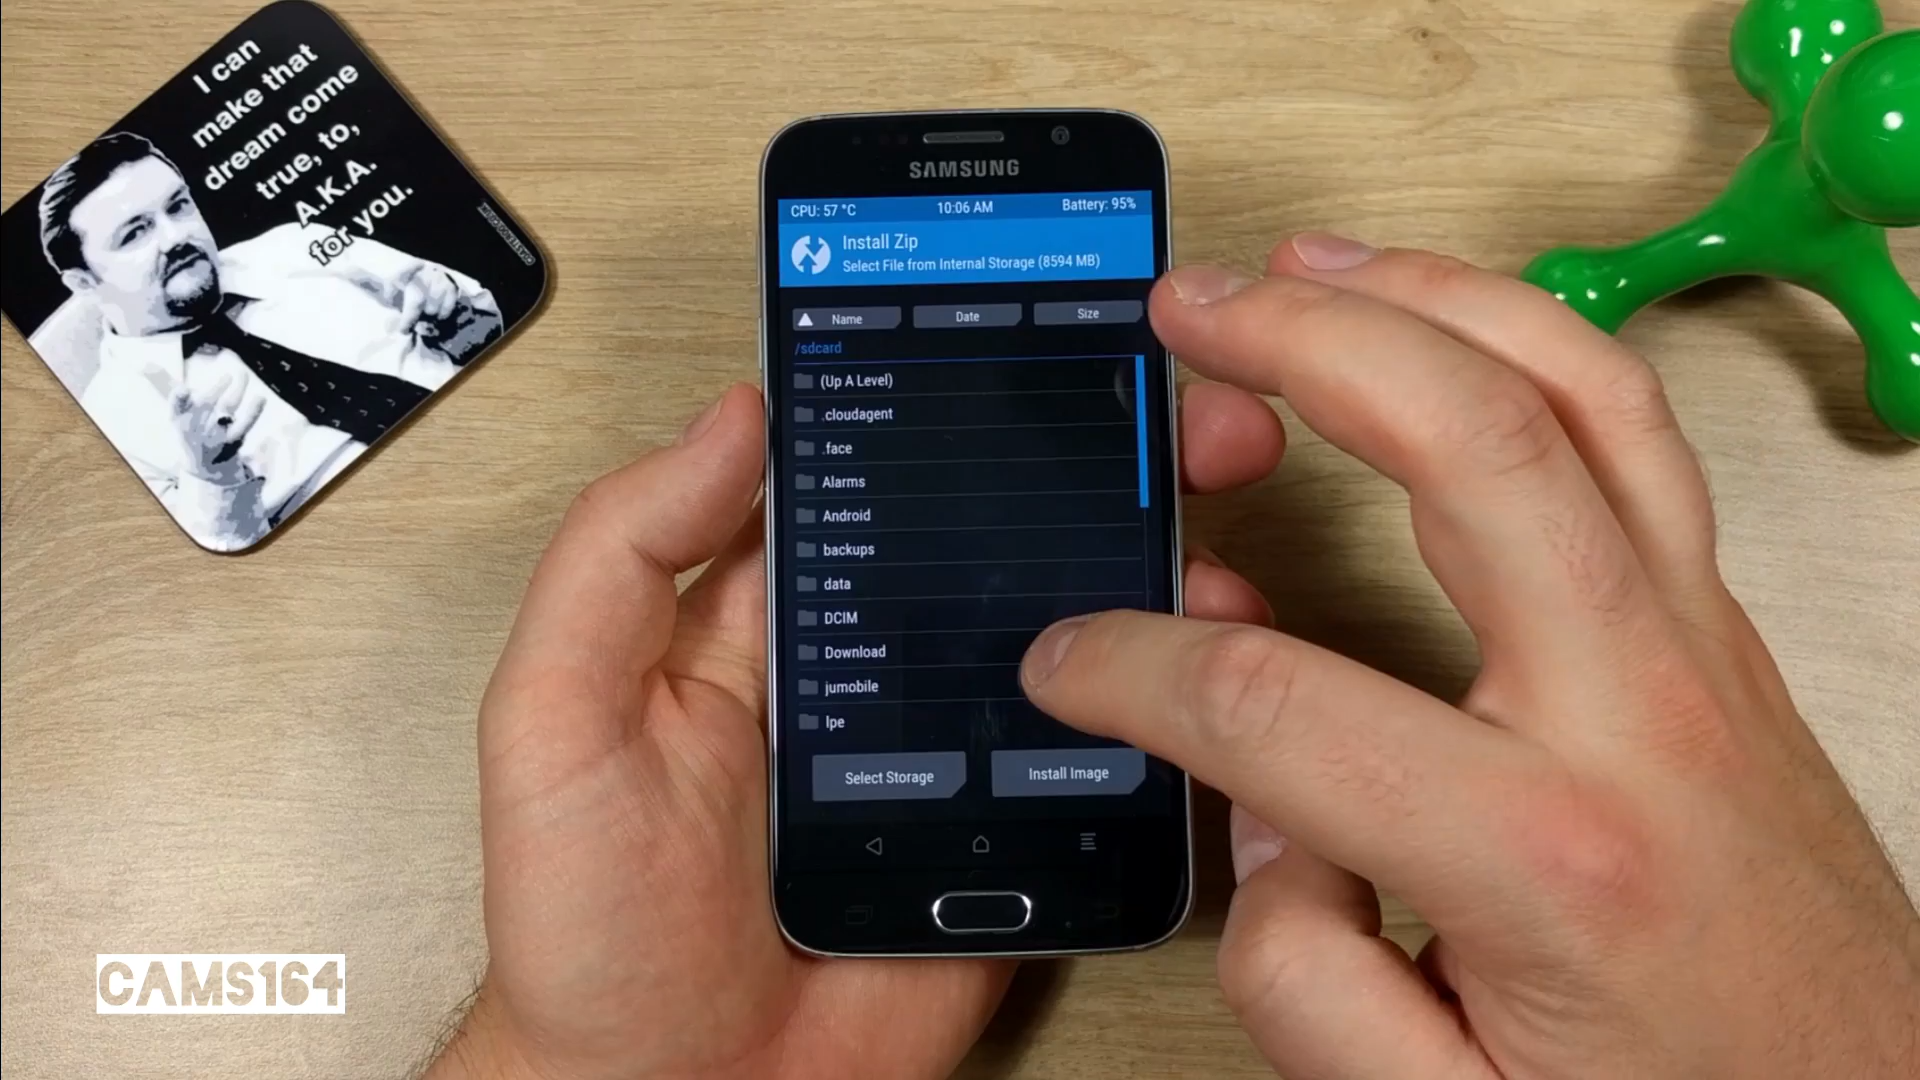 I can
make that
dream come
true, to,
A.K.A.
for you.
SAMSUNG
CPU: 57 °C
10:06 AM
Battery: 95%
Install Zip
Select File from Internal Storage (8594 MB)
Name
Date
Size
/sdcard
(Up A Level)
.cloudagent
.face
Alarms
Android
backups
data
DCIM
Download
jumobile
lpe
Select Storage
Install Image
CAMS164